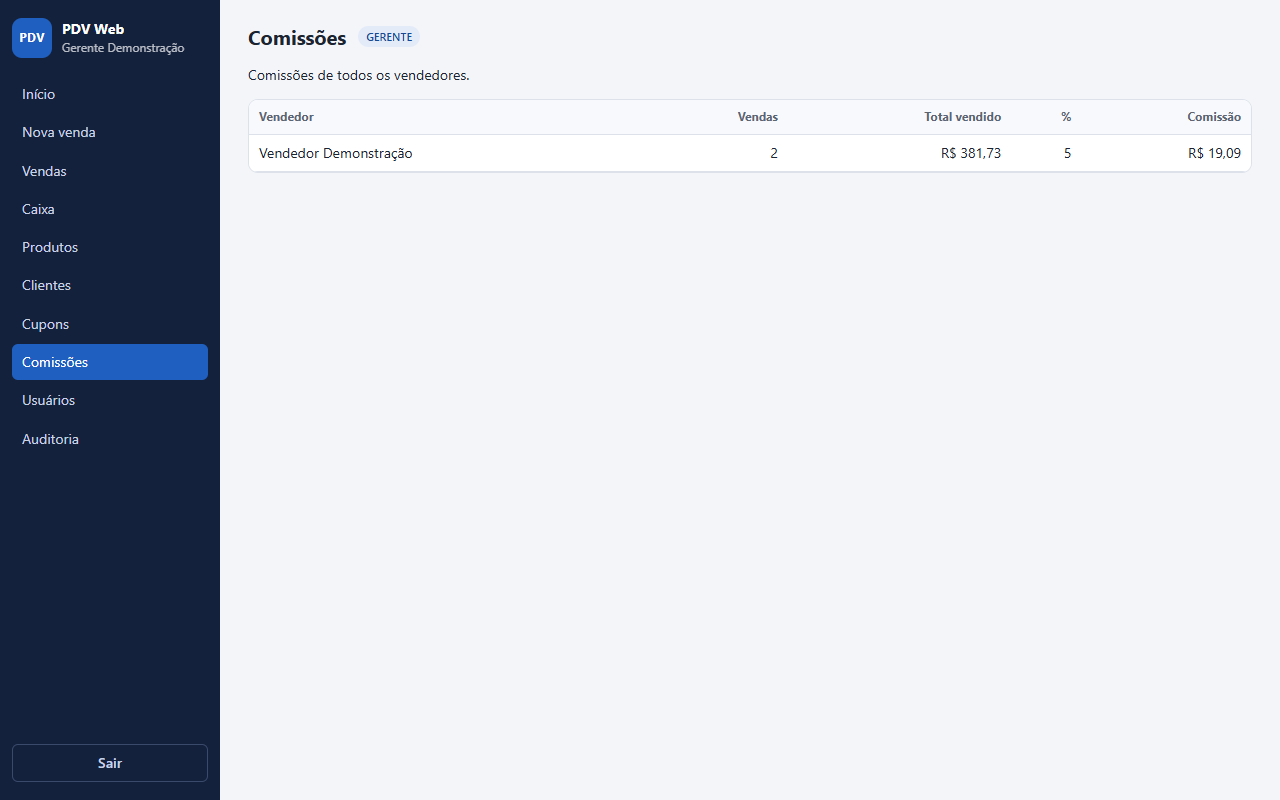 PDV
PDV Web
Gerente Demonstração
Início
Nova venda
Vendas
Caixa
Produtos
Clientes
Cupons
Comissões
Usuários
Auditoria
Sair
Comissões GERENTE
Comissões de todos os vendedores.
Vendedor Vendas Total vendido % Comissão
Vendedor Demonstração 2 R$ 381,73 5 R$ 19,09